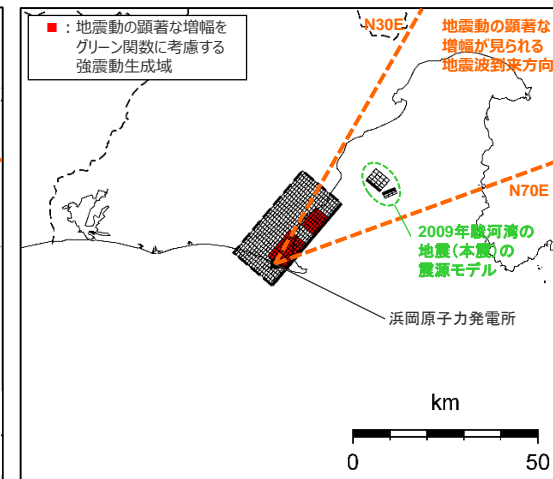 ■ : 地震動の顕著な増幅を
グリーン関数に考慮する
強震動生成域
N30E
地震動の顕著な
増幅が見られる
地震波到来方向
N70E
2009年駿河湾の
地震(本震)の
震源モデル
浜岡原子力発電所
km
0 50